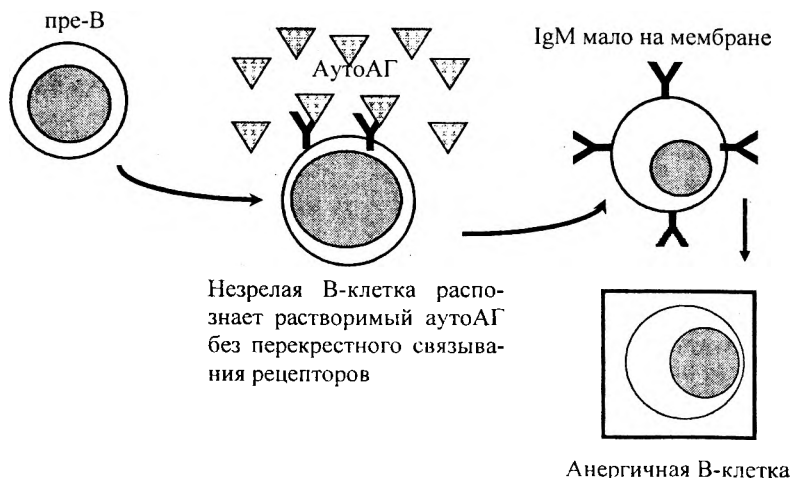 пре-В
АутоАГ
IgM мало на мембране
Незрелая В-клетка распо-
знает растворимый аутоАГ
без перекрестного связыва-
ния рецепторов
Анергичная В-клетка